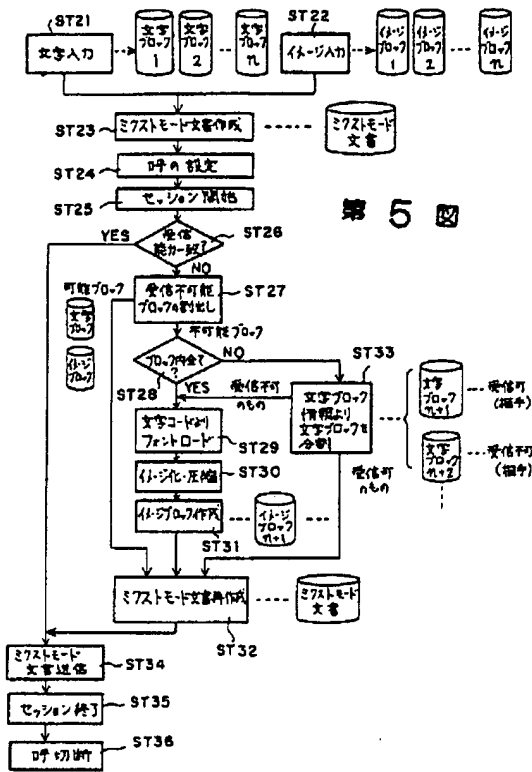 ST21
文字入力
文字
ブロック
1
文字
ブロック
2
文字
ブロック
n
ST22
イメージ入力
イメージ
ブロック
1
イメージ
ブロック
2
イメージ
ブロック
n
ST23
ミクストモード文書作成
ミクストモード
文書
ST24
呼の設定
ST25
セッション開始
第5図
YES
受信
能力一致?
ST26
NO
可能ブロック
文字
ブロック
イメージ
ブロック
受信不可能
ブロックの割出し
ST27
不可能ブロック
ブロック内全て
?
ST28
NO
YES
受信不可
のもの
ST33
文字ブロック
情報より
文字ブロックを
分割
文字
ブロック
n+1
受信可
(相手)
文字
ブロック
n+2
受信不可
(相手)
文字コードより
フォントロード
ST29
受信可
のもの
イメージ化・圧縮
ST30
イメージブロック作成
ST31
イメージ
ブロック
n+1
ミクストモード文書再作成
ST32
ミクストモード
文書
ミクストモード
文書送信
ST34
セッション終了
ST35
呼切断
ST36